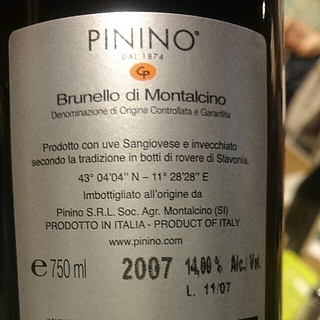 PININO®
DAL 1874
GP
Brunello di Montalcino
Denominazione di Origine Controllata e Garantita
Prodotto con uve Sangiovese e invecchiato
secondo la tradizione in botti di rovere di Slavonia.
43° 04'04'' N – 11° 28'28'' E
Imbottigliato all'origine da
Pinino S.R.L. Soc. Agr. Montalcino (SI)
PRODOTTO IN ITALIA - PRODUCT OF ITALY
www.pinino.com
e 750 ml 2007 14,00 % Alc./Vol.
L. 11/07